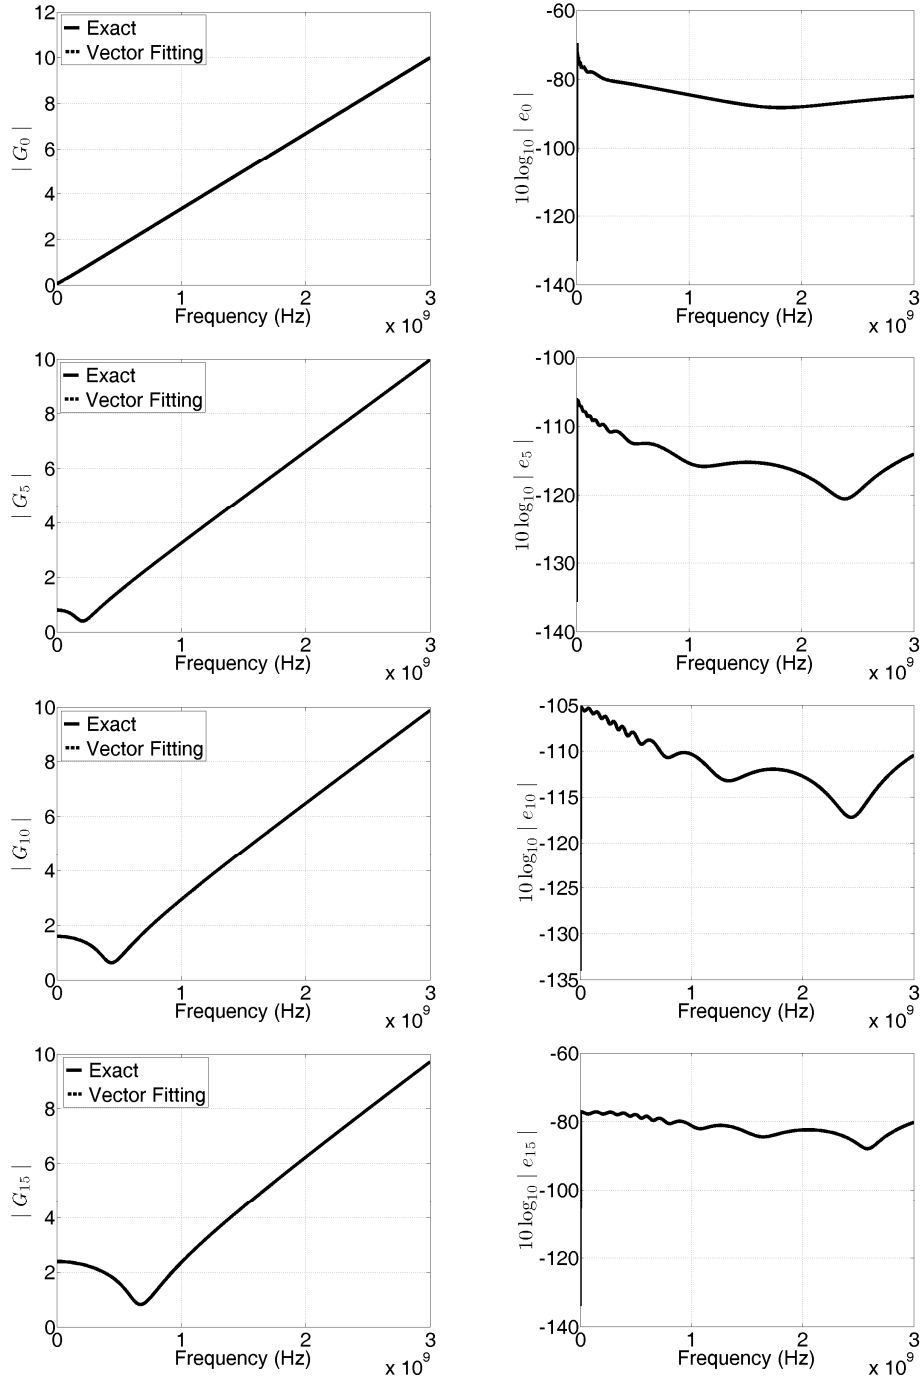 12
10
8
6
4
2
0
| G0 |
Exact
Vector Fitting
0 1 2 3
Frequency (Hz)
x 10^9
-60
-80
-100
-120
-140
10 log10 | e0 |
0 1 2 3
Frequency (Hz)
x 10^9
10
8
6
4
2
0
| G5 |
Exact
Vector Fitting
0 1 2 3
Frequency (Hz)
x 10^9
-100
-110
-120
-130
-140
10 log10 | e5 |
0 1 2 3
Frequency (Hz)
x 10^9
10
8
6
4
2
0
| G10 |
Exact
Vector Fitting
0 1 2 3
Frequency (Hz)
x 10^9
-105
-110
-115
-120
-125
-130
-135
10 log10 | e10 |
0 1 2 3
Frequency (Hz)
x 10^9
10
8
6
4
2
0
| G15 |
Exact
Vector Fitting
0 1 2 3
Frequency (Hz)
x 10^9
-60
-80
-100
-120
-140
10 log10 | e15 |
0 1 2 3
Frequency (Hz)
x 10^9